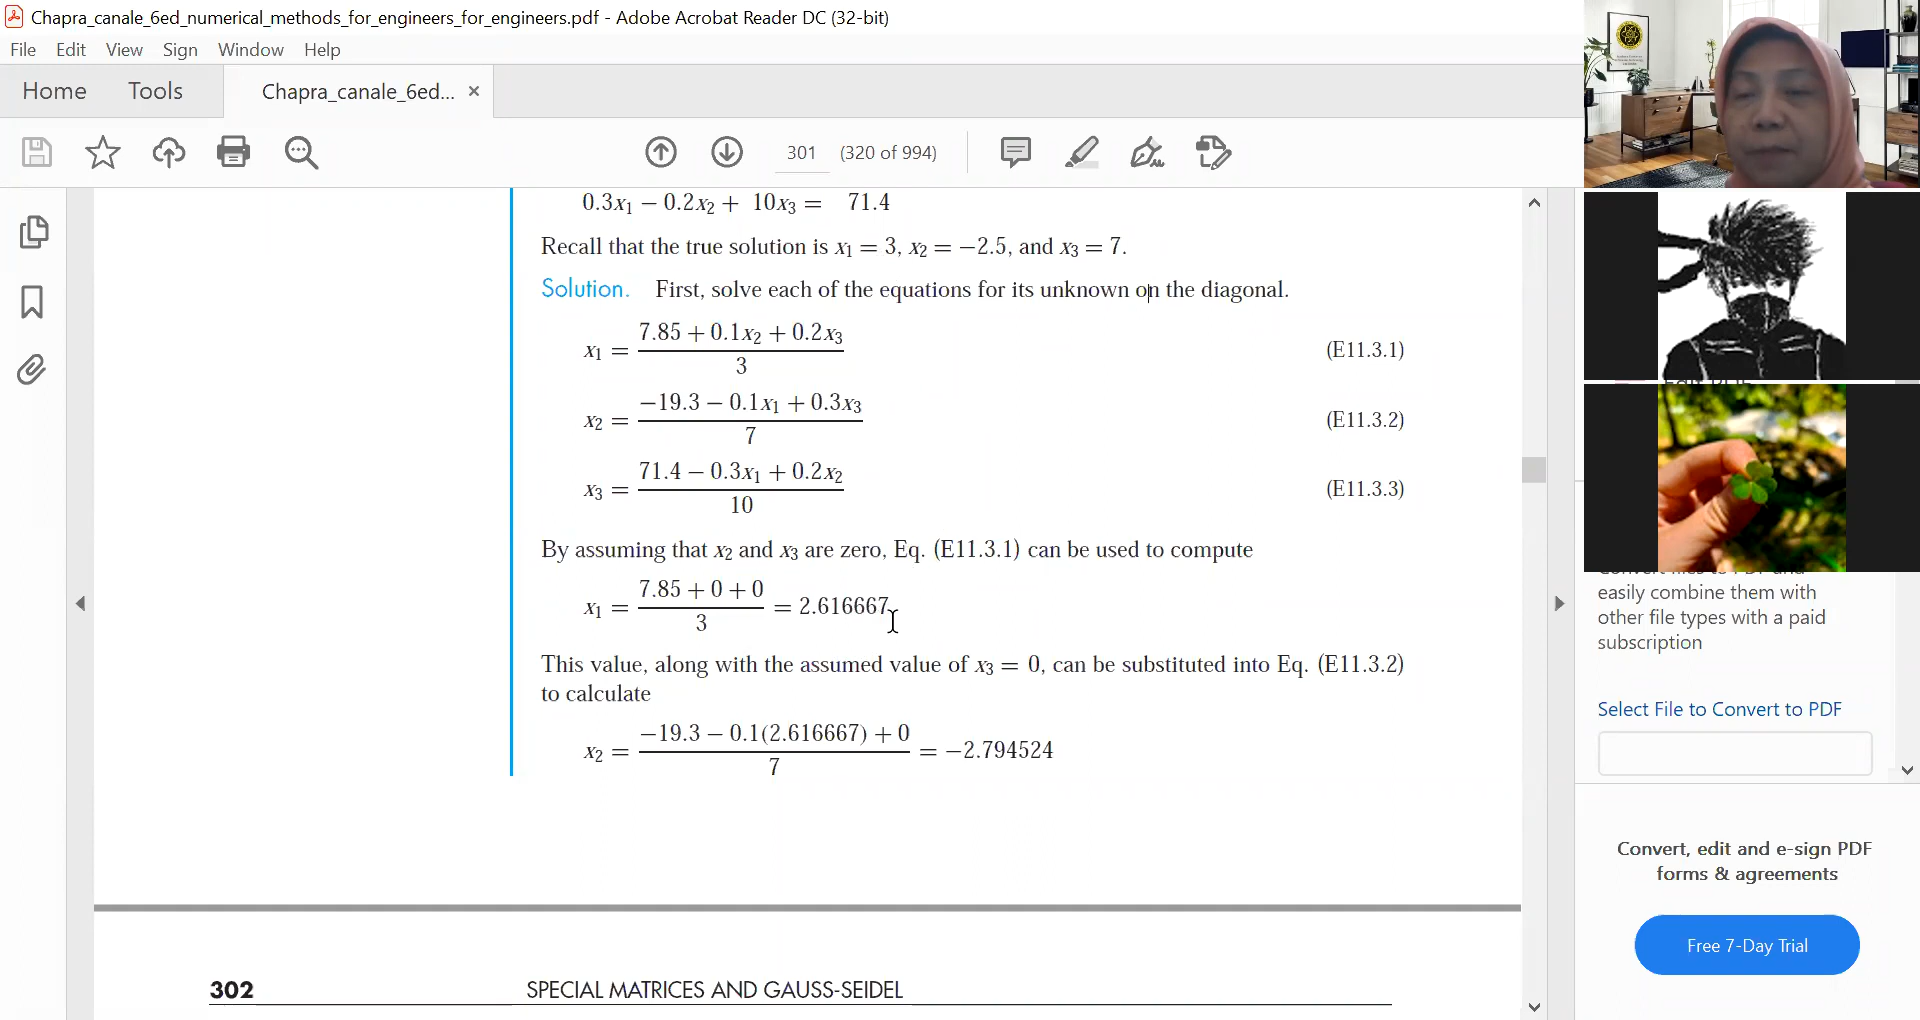 Chapra_canale_6ed_numerical_methods_for_engineers_for_engineers.pdf - Adobe Acrobat Reader DC (32-bit)
File Edit View Sign Window Help
Home Tools Chapra_canale_6ed... ×
301 (320 of 994)
0.3x₁ − 0.2x₂ + 10x₃ = 71.4
Recall that the true solution is x₁ = 3, x₂ = −2.5, and x₃ = 7.
Solution. First, solve each of the equations for its unknown on the diagonal.
x₁ = (7.85 + 0.1x₂ + 0.2x₃)/3 (E11.3.1)
x₂ = (−19.3 − 0.1x₁ + 0.3x₃)/7 (E11.3.2)
x₃ = (71.4 − 0.3x₁ + 0.2x₂)/10 (E11.3.3)
By assuming that x₂ and x₃ are zero, Eq. (E11.3.1) can be used to compute
x₁ = (7.85 + 0 + 0)/3 = 2.616667
This value, along with the assumed value of x₃ = 0, can be substituted into Eq. (E11.3.2)
to calculate
x₂ = (−19.3 − 0.1(2.616667) + 0)/7 = −2.794524
302 SPECIAL MATRICES AND GAUSS-SEIDEL
easily combine them with
other file types with a paid
subscription
Select File to Convert to PDF
Convert, edit and e-sign PDF
forms & agreements
Free 7-Day Trial